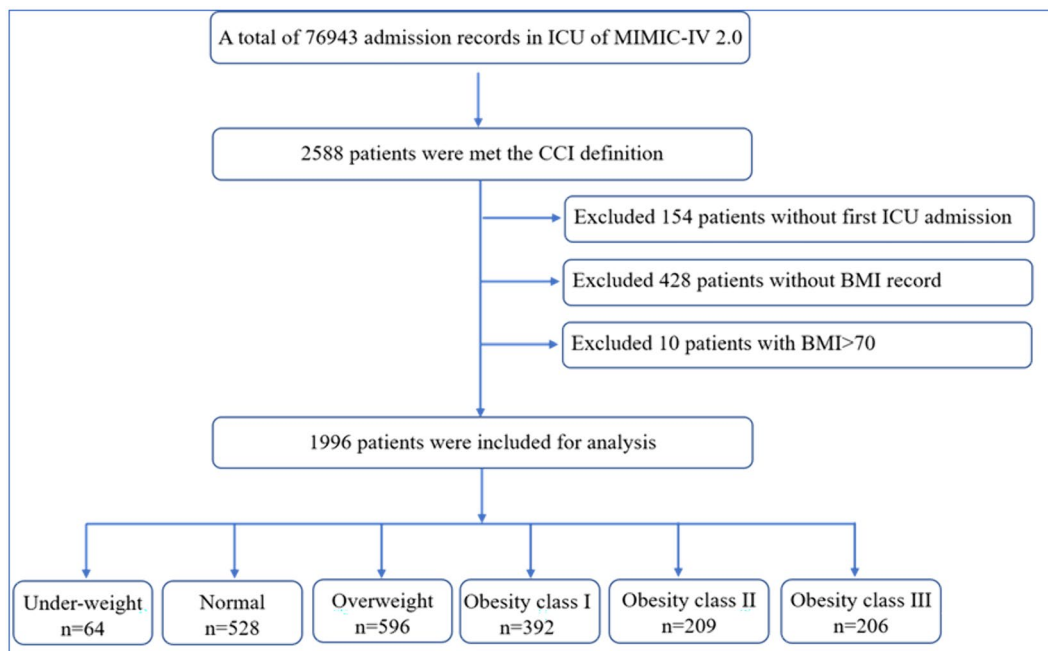 A total of 76943 admission records in ICU of MIMIC-IV 2.0
2588 patients were met the CCI definition
Excluded 154 patients without first ICU admission
Excluded 428 patients without BMI record
Excluded 10 patients with BMI>70
1996 patients were included for analysis
Under-weight
n=64
Normal
n=528
Overweight
n=596
Obesity class I
n=392
Obesity class II
n=209
Obesity class III
n=206